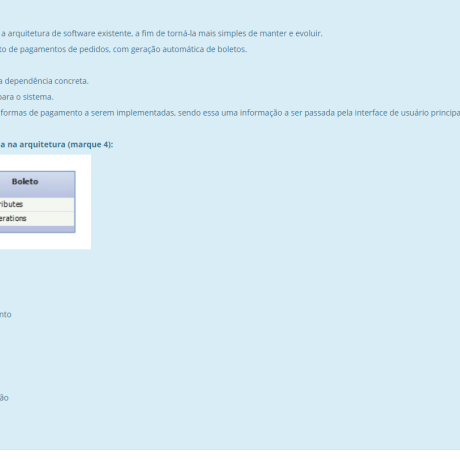 a arquitetura de software existente, a fim de torná-la mais simples de manter e evoluir.
to de pagamentos de pedidos, com geração automática de boletos.
a dependência concreta.
para o sistema.
formas de pagamento a serem implementadas, sendo essa uma informação a ser passada pela interface de usuário principa
a na arquitetura (marque 4):
Boleto
ributes
erations
nto
ão